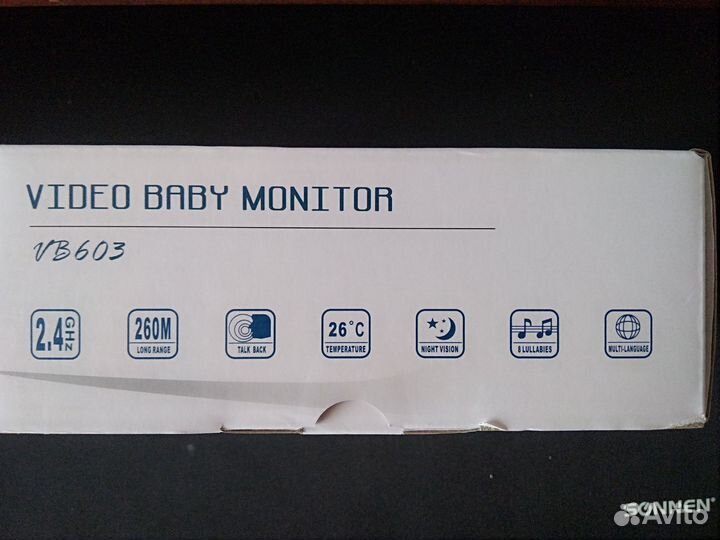 VIDEO BABY MONITOR
VB603
2.4 GHz
260M
LONG RANGE
TALK BACK
26°C
TEMPERATURE
NIGHT VISION
8 LULLABIES
MULTI-LANGUAGE
SONNEN
Avito